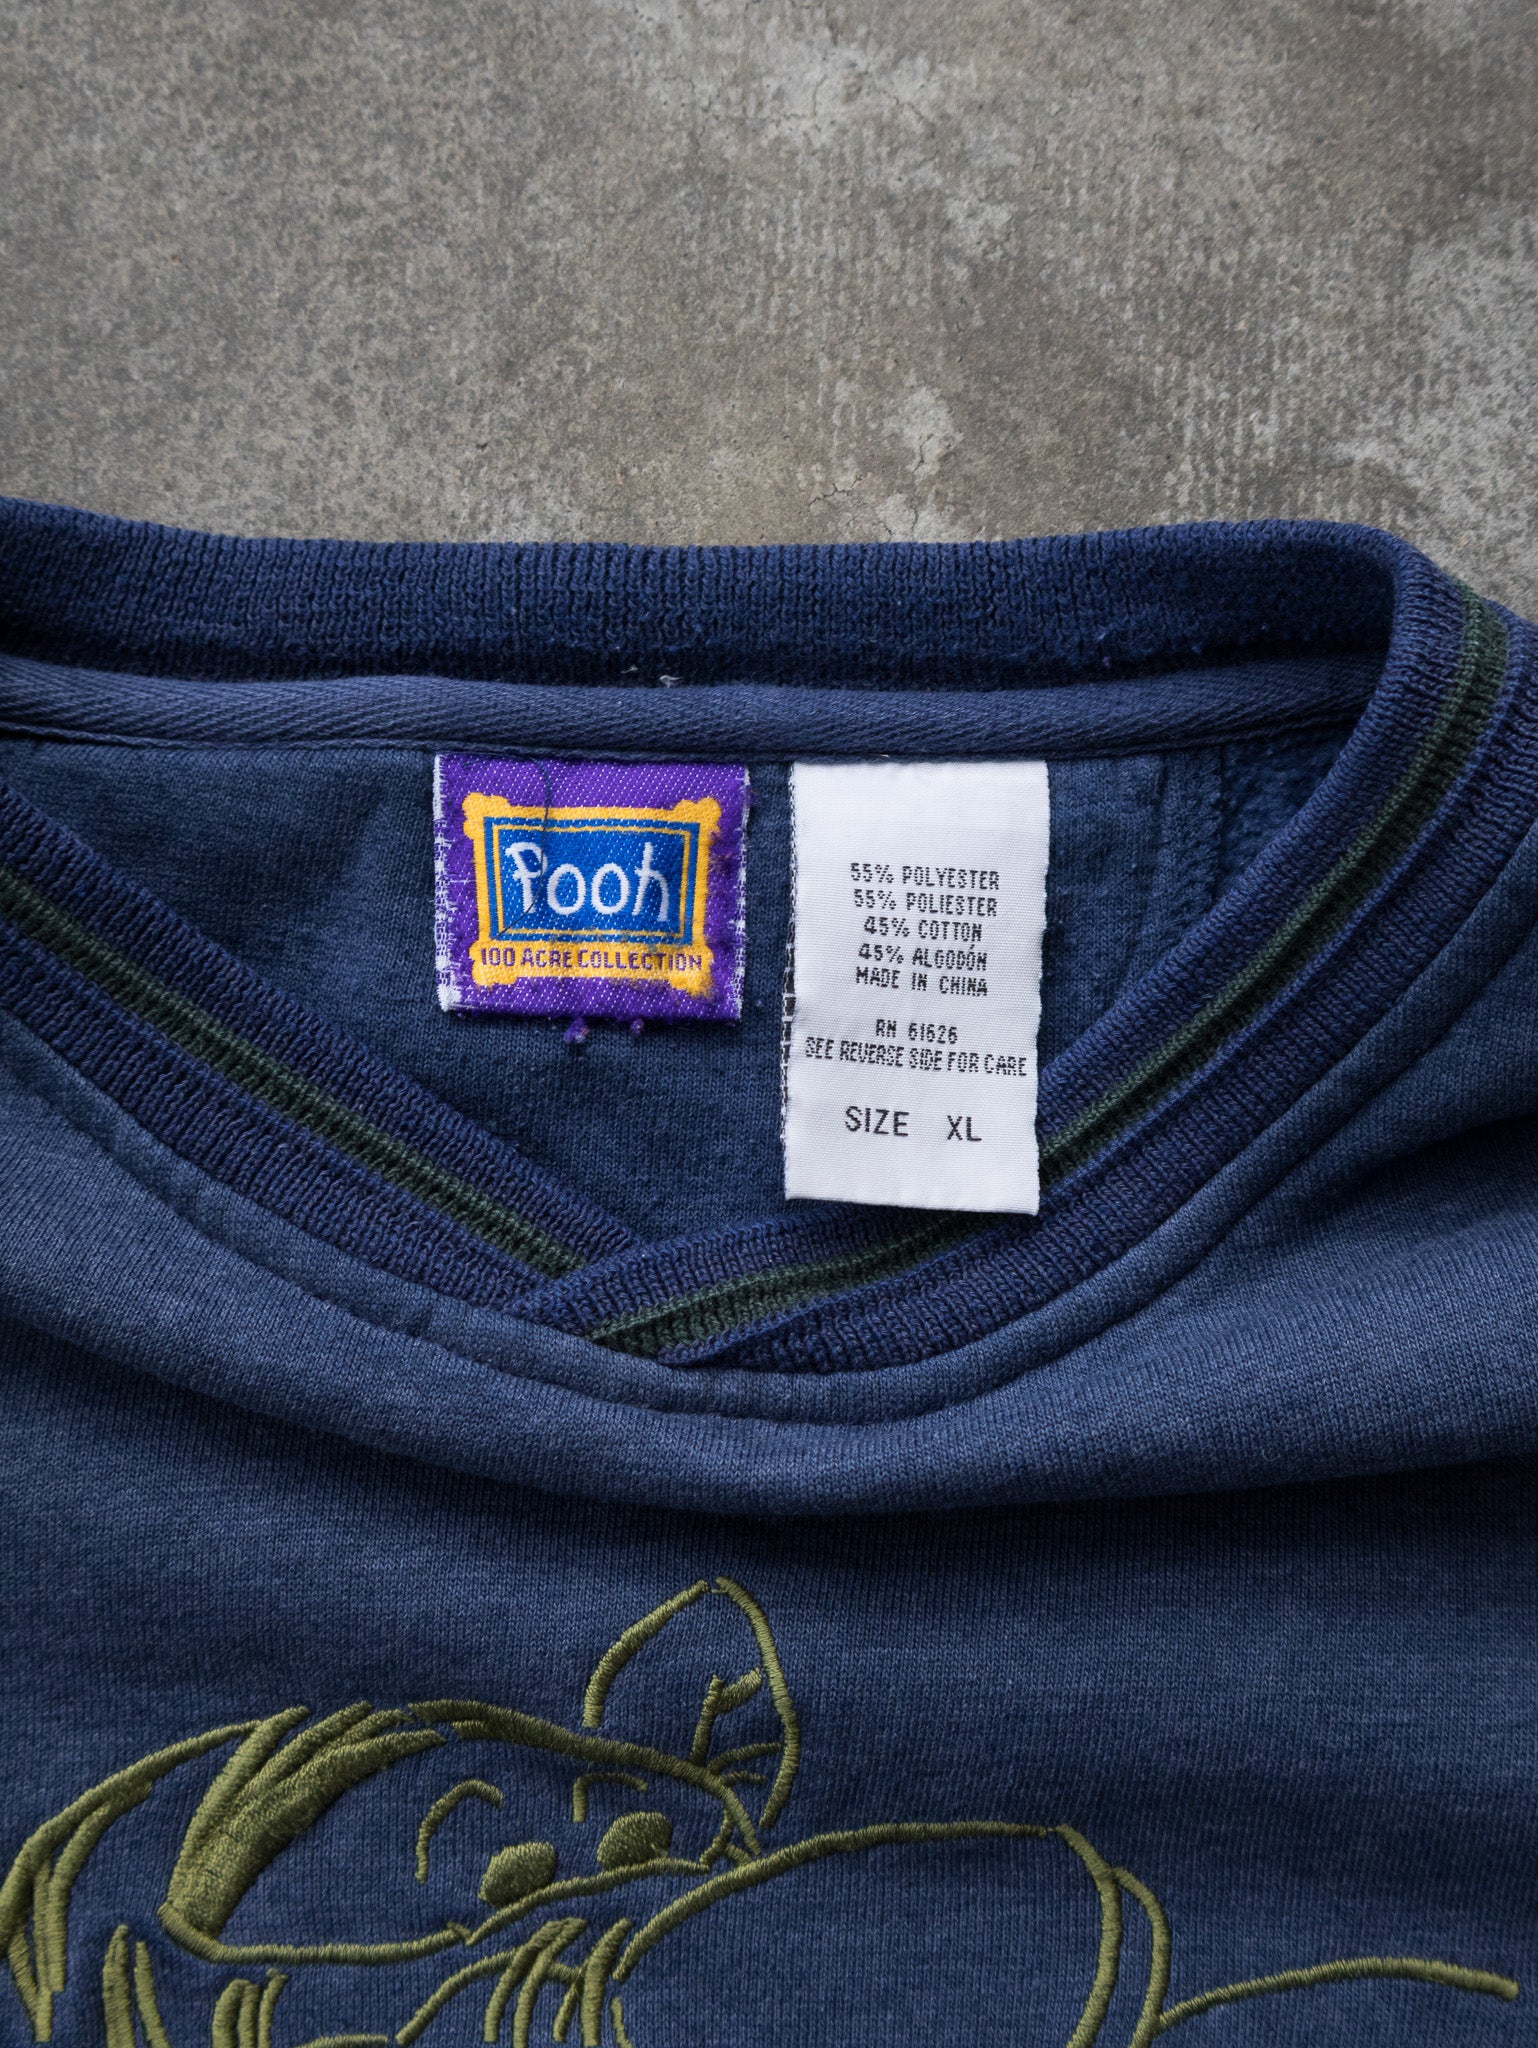 Pooh
100 ACRE COLLECTION
55% POLYESTER
55% POLIESTER
45% COTTON
45% ALGODÓN
MADE IN CHINA
RN 61626
SEE REVERSE SIDE FOR CARE
SIZE XL